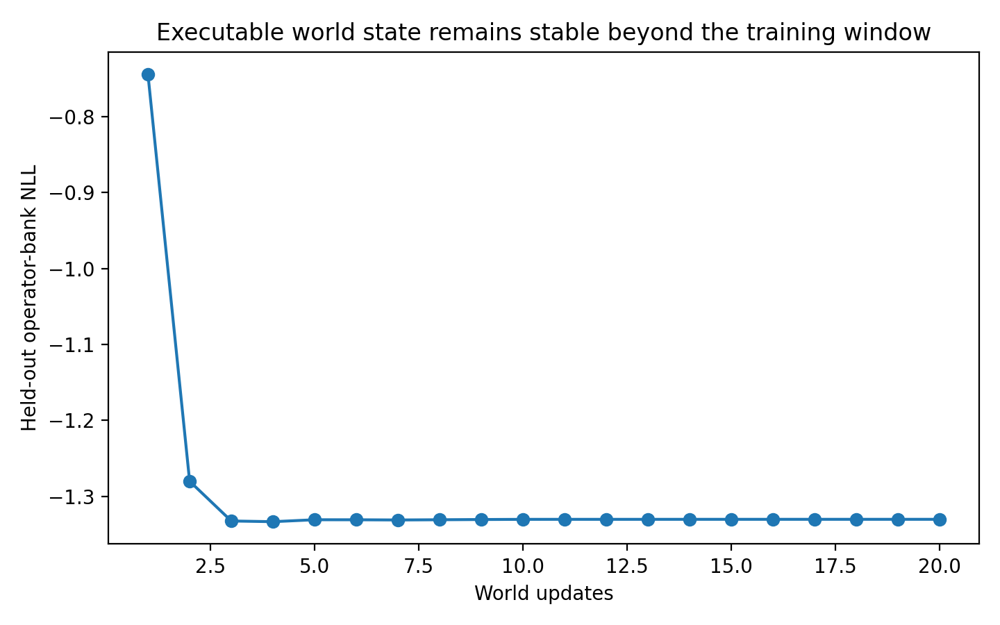 Executable world state remains stable beyond the training window
Held-out operator-bank NLL
−0.8
−0.9
−1.0
−1.1
−1.2
−1.3
2.5 5.0 7.5 10.0 12.5 15.0 17.5 20.0
World updates